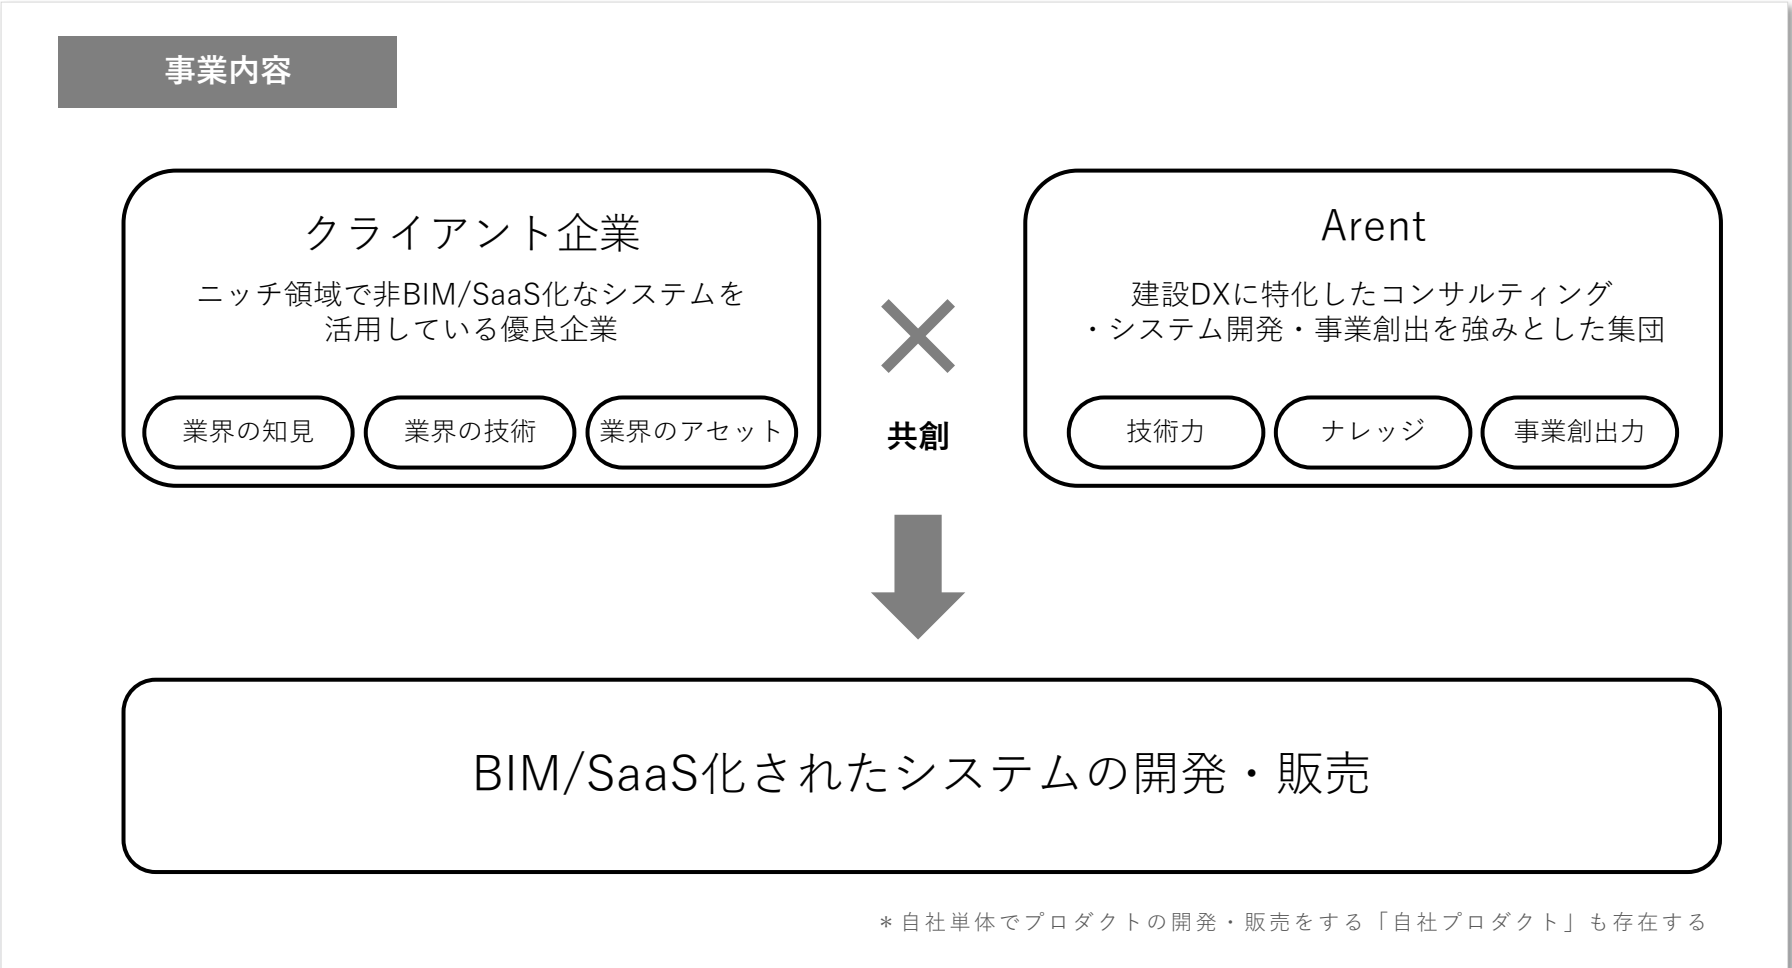 事業内容
クライアント企業
ニッチ領域で非BIM/SaaS化なシステムを
活用している優良企業
業界の知見
業界の技術
業界のアセット
共創
Arent
建設DXに特化したコンサルティング
・システム開発・事業創出を強みとした集団
技術力
ナレッジ
事業創出力
BIM/SaaS化されたシステムの開発・販売
＊自社単体でプロダクトの開発・販売をする「自社プロダクト」も存在する